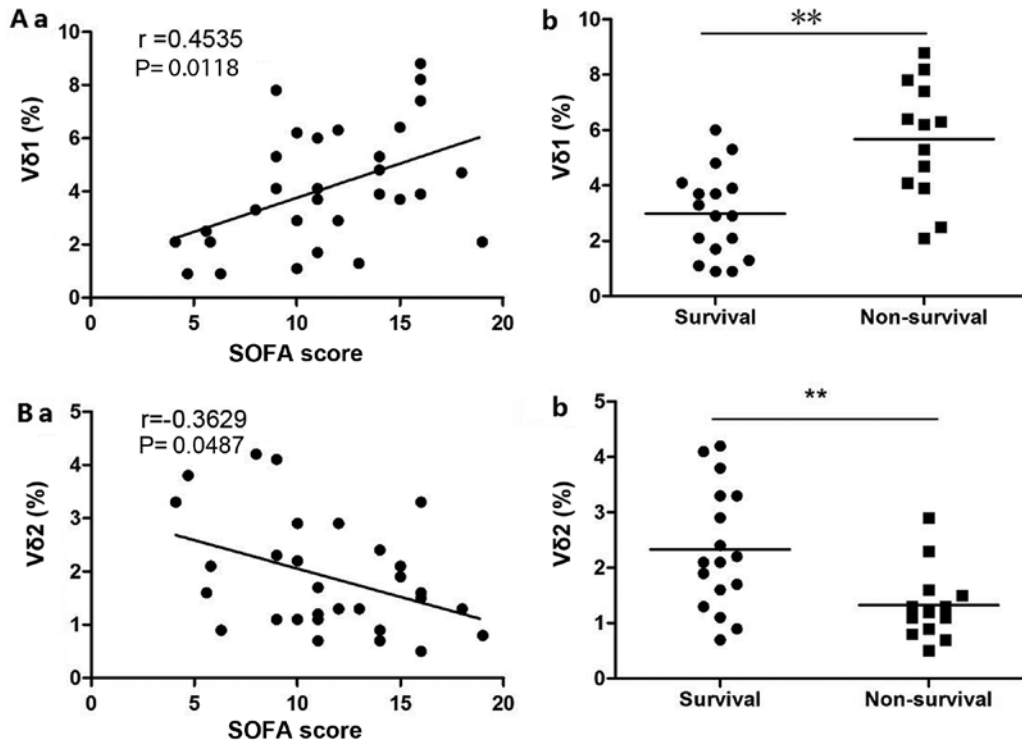 A a
r =0.4535
P= 0.0118
10
8
6
4
2
0
Vδ1 (%)
0 5 10 15 20
SOFA score
b
**
10
8
6
4
2
0
Vδ1 (%)
Survival Non-survival
B a
r=-0.3629
P= 0.0487
5
4
3
2
1
0
Vδ2 (%)
0 5 10 15 20
SOFA score
b
**
5
4
3
2
1
0
Vδ2 (%)
Survival Non-survival